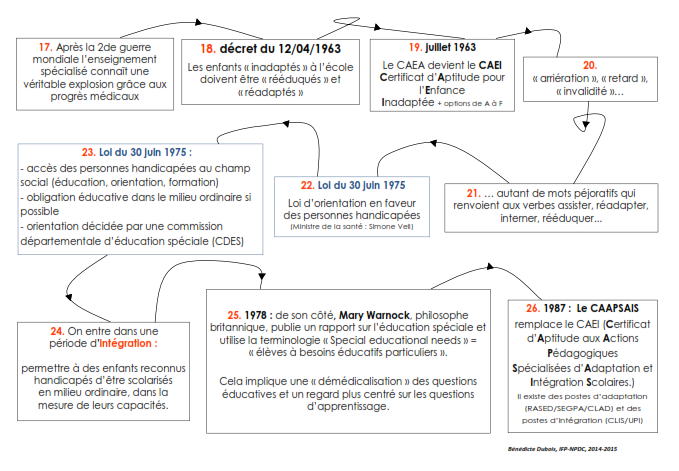 17. Après la 2de guerre
mondiale l'enseignement
spécialisé connaît une
véritable explosion grâce aux
progrès médicaux
18. décret du 12/04/1963
Les enfants « inadaptés » à l'école
doivent être « rééduqués » et
« réadaptés »
19. juillet 1963
Le CAEA devient le CAEI
Certificat d'Aptitude pour
l'Enfance
Inadaptée + options de A à F
20.
« arriération », « retard »,
« invalidité »...
21. ... autant de mots péjoratifs qui
renvoient aux verbes assister, réadapter,
interner, rééduquer...
22. Loi du 30 juin 1975
Loi d'orientation en faveur
des personnes handicapées
(Ministre de la santé : Simone Veil)
23. Loi du 30 juin 1975 :
- accès des personnes handicapées au champ
social (éducation, orientation, formation)
- obligation éducative dans le milieu ordinaire si
possible
- orientation décidée par une commission
départementale d'éducation spéciale (CDES)
24. On entre dans une
période d'Intégration :
permettre à des enfants reconnus
handicapés d'être scolarisés
en milieu ordinaire, dans la
mesure de leurs capacités.
25. 1978 : de son côté, Mary Warnock, philosophe
britannique, publie un rapport sur l'éducation spéciale et
utilise la terminologie « Special educational needs » =
« élèves à besoins éducatifs particuliers ».
Cela implique une « démédicalisation » des questions
éducatives et un regard plus centré sur les questions
d'apprentissage.
26. 1987 : Le CAAPSAIS
remplace le CAEI (Certificat
d'Aptitude aux Actions
Pédagogiques
Spécialisées d'Adaptation et
Intégration Scolaires.)
Il existe des postes d'adaptation
(RASED/SEGPA/CLAD) et des
postes d'intégration (CLIS/UPI)
Bénédicte Dubois, IFP-NPDC, 2014-2015